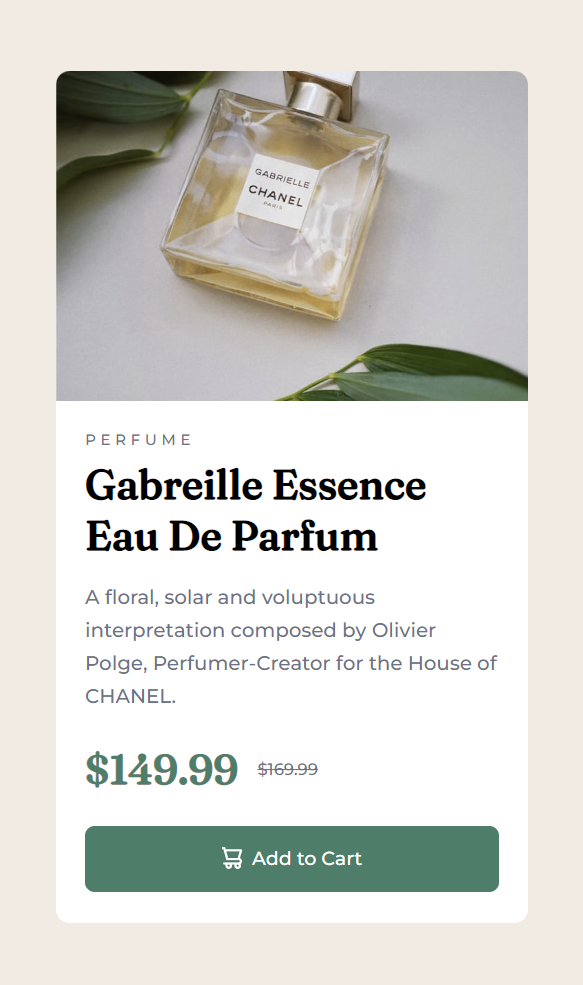 GABRIELLE
CHANEL
PARIS
PERFUME
Gabreille Essence
Eau De Parfum
A floral, solar and voluptuous
interpretation composed by Olivier
Polge, Perfumer-Creator for the House of
CHANEL.
$149.99 $169.99
Add to Cart